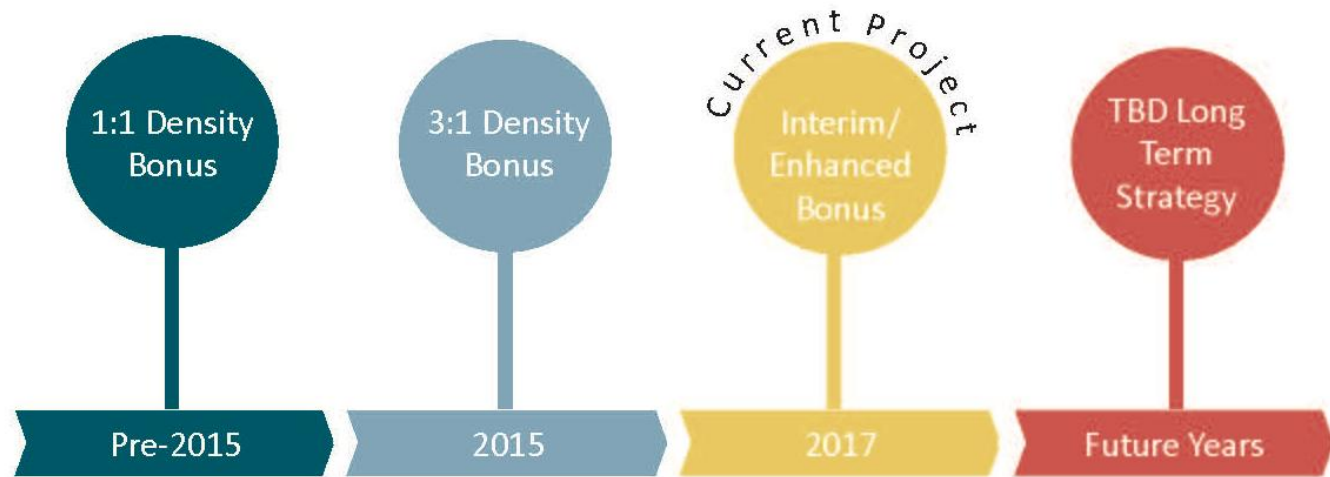 1:1 Density
Bonus
3:1 Density
Bonus
Current Project
Interim/
Enhanced
Bonus
TBD Long
Term
Strategy
Pre-2015
2015
2017
Future Years